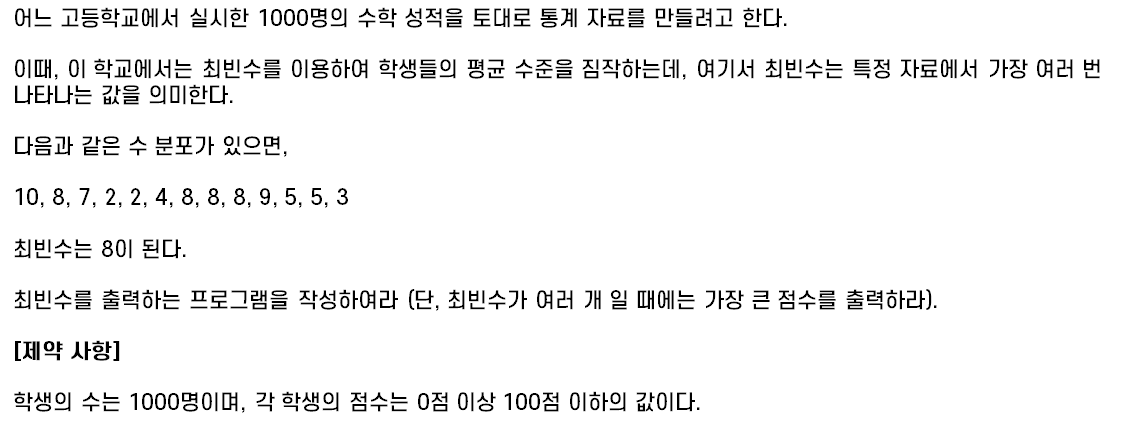 어느 고등학교에서 실시한 1000명의 수학 성적을 토대로 통계 자료를 만들려고 한다.
이때, 이 학교에서는 최빈수를 이용하여 학생들의 평균 수준을 짐작하는데, 여기서 최빈수는 특정 자료에서 가장 여러 번
나타나는 값을 의미한다.
다음과 같은 수 분포가 있으면,
10, 8, 7, 2, 2, 4, 8, 8, 8, 9, 5, 5, 3
최빈수는 8이 된다.
최빈수를 출력하는 프로그램을 작성하여라 (단, 최빈수가 여러 개 일 때에는 가장 큰 점수를 출력하라).
[제약 사항]
학생의 수는 1000명이며, 각 학생의 점수는 0점 이상 100점 이하의 값이다.